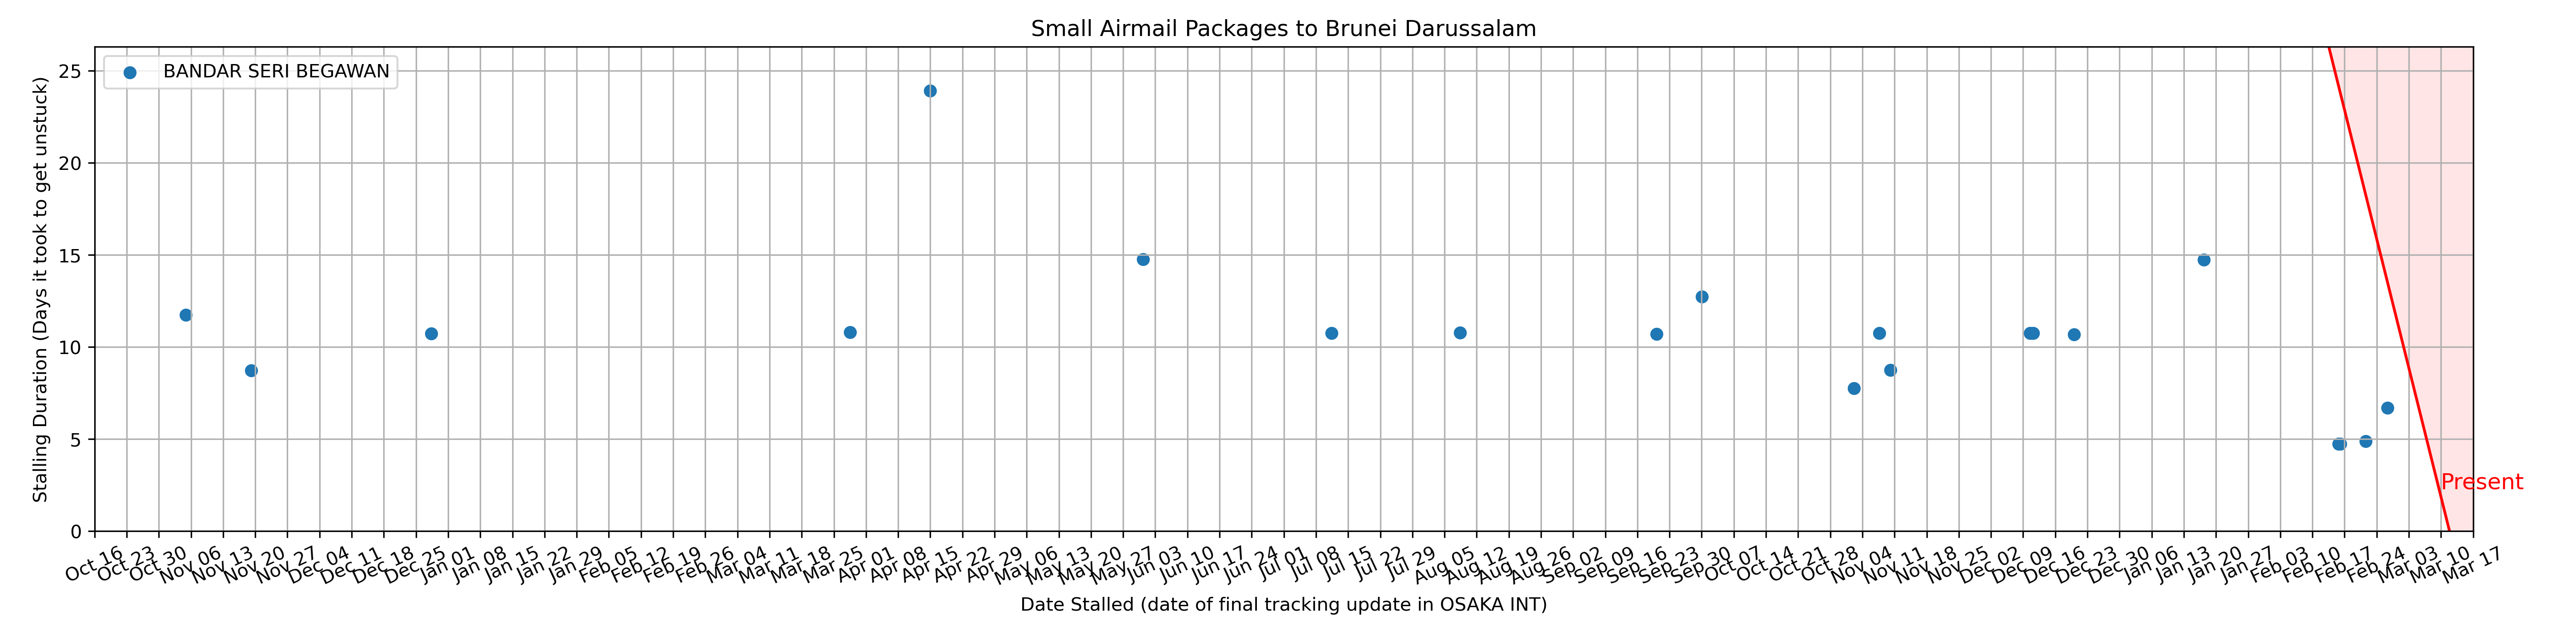 Small Airmail Packages to Brunei Darussalam
BANDAR SERI BEGAWAN
Stalling Duration (Days it took to get unstuck)
25
20
15
10
5
0
Present
Oct 16 Oct 23 Oct 30 Nov 06 Nov 13 Nov 20 Nov 27 Dec 04 Dec 11 Dec 18 Dec 25 Jan 01 Jan 08 Jan 15 Jan 22 Jan 29 Feb 05 Feb 12 Feb 19 Feb 26 Mar 04 Mar 11 Mar 18 Mar 25 Apr 01 Apr 08 Apr 15 Apr 22 Apr 29 May 06 May 13 May 20 May 27 Jun 03 Jun 10 Jun 17 Jun 24 Jul 01 Jul 08 Jul 15 Jul 22 Jul 29 Aug 05 Aug 12 Aug 19 Aug 26 Sep 02 Sep 09 Sep 16 Sep 23 Sep 30 Oct 07 Oct 14 Oct 21 Oct 28 Nov 04 Nov 11 Nov 18 Nov 25 Dec 02 Dec 09 Dec 16 Dec 23 Dec 30 Jan 06 Jan 13 Jan 20 Jan 27 Feb 03 Feb 10 Feb 17 Feb 24 Mar 03 Mar 10 Mar 17
Date Stalled (date of final tracking update in OSAKA INT)